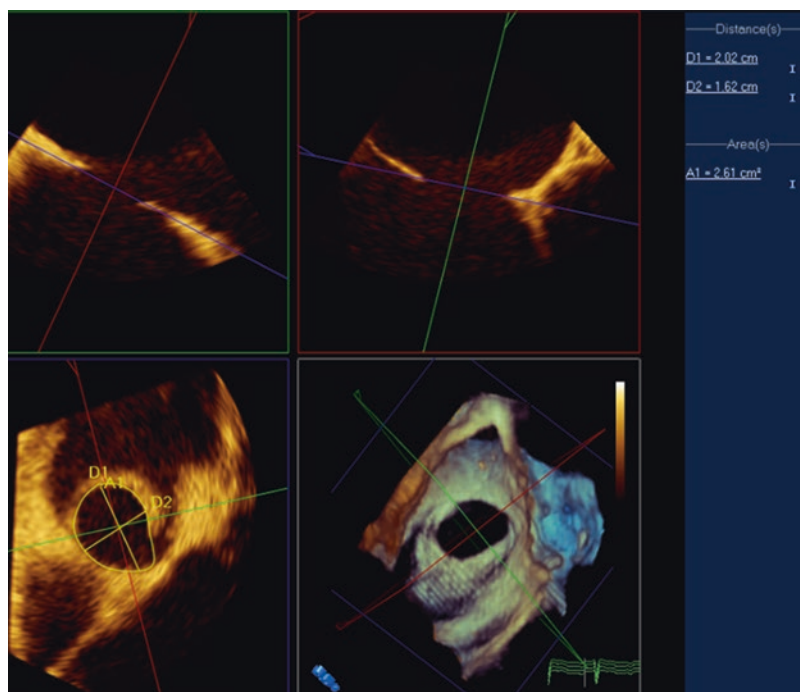 Distance(s)
D1 = 2.02 cm
D2 = 1.62 cm
Area(s)
A1 = 2.61 cm²
D1
A1
D2